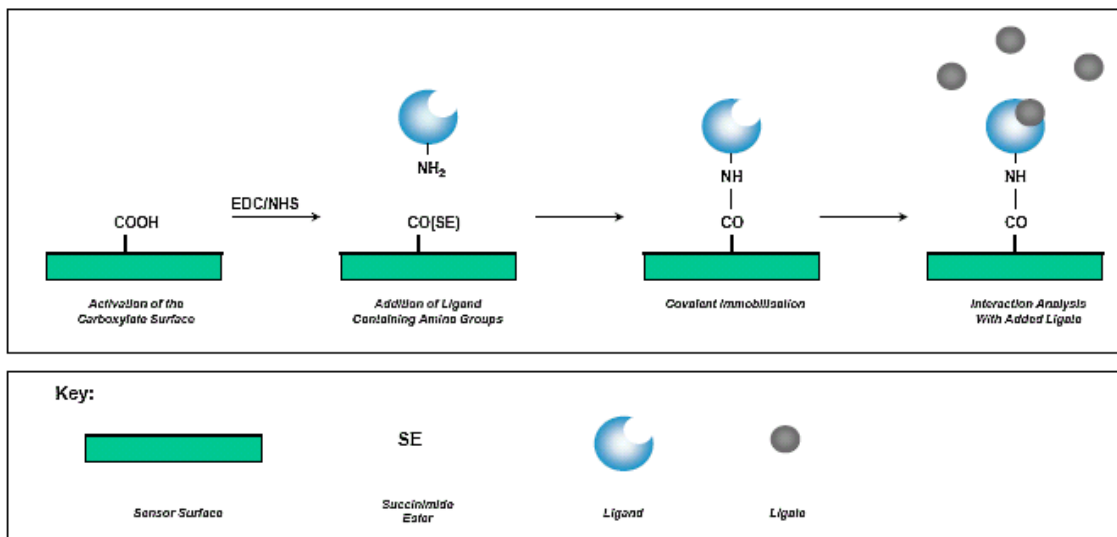 NH₂
NH
NH
EDC/NHS
COOH
CO(SE)
CO
CO
Activation of the
Carboxylate Surface
Addition of Ligand
Containing Amino Groups
Covalent Immobilisation
Interaction Analysis
With Added Ligate
Key:
SE
Sensor Surface
Succinimide
Ester
Ligand
Ligate